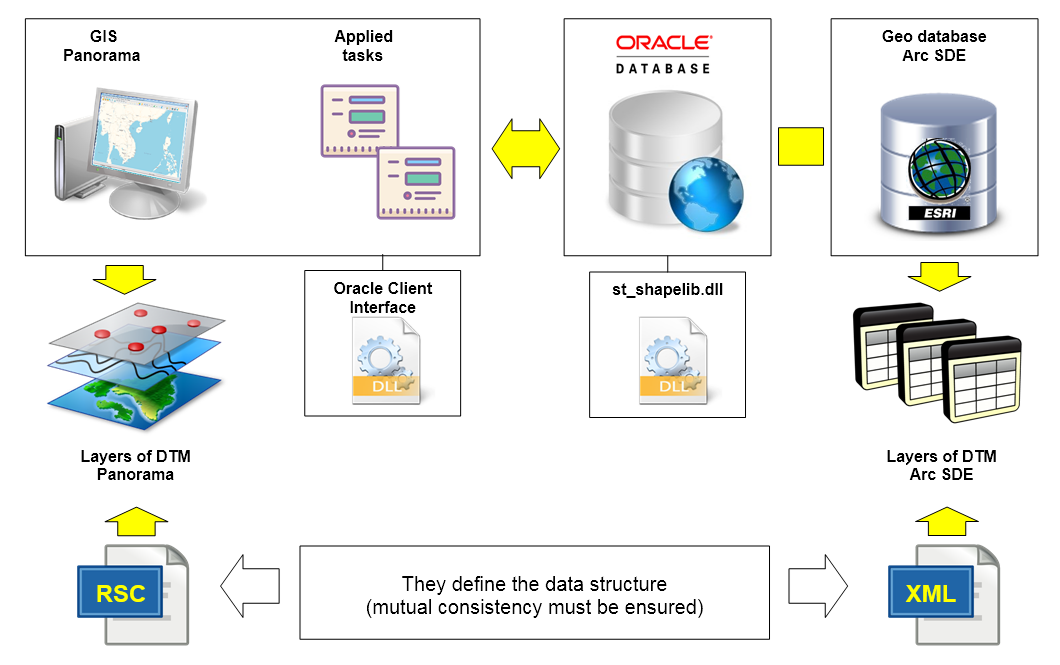 GIS
Panorama
Applied
tasks
ORACLE®
DATABASE
Geo database
Arc SDE
ESRI
Oracle Client
Interface
DLL
st_shapelib.dll
DLL
Layers of DTM
Panorama
Layers of DTM
Arc SDE
RSC
They define the data structure
(mutual consistency must be ensured)
XML